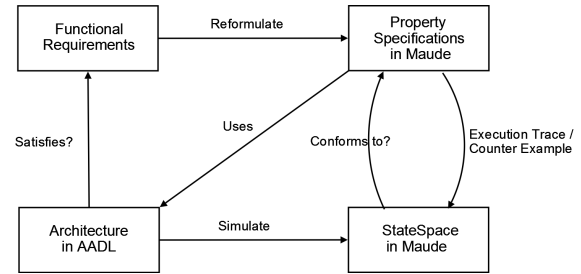 Functional
Requirements
Reformulate
Property
Specifications
in Maude
Satisfies?
Uses
Conforms to?
Execution Trace /
Counter Example
Architecture
in AADL
Simulate
StateSpace
in Maude